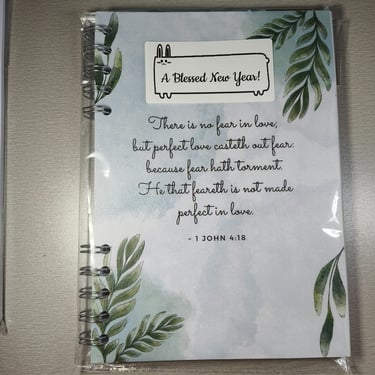 A Blessed New Year!
There is no fear in love;
but perfect love casteth out fear:
because fear hath torment.
He that feareth is not made
perfect in love.
- 1 JOHN 4:18